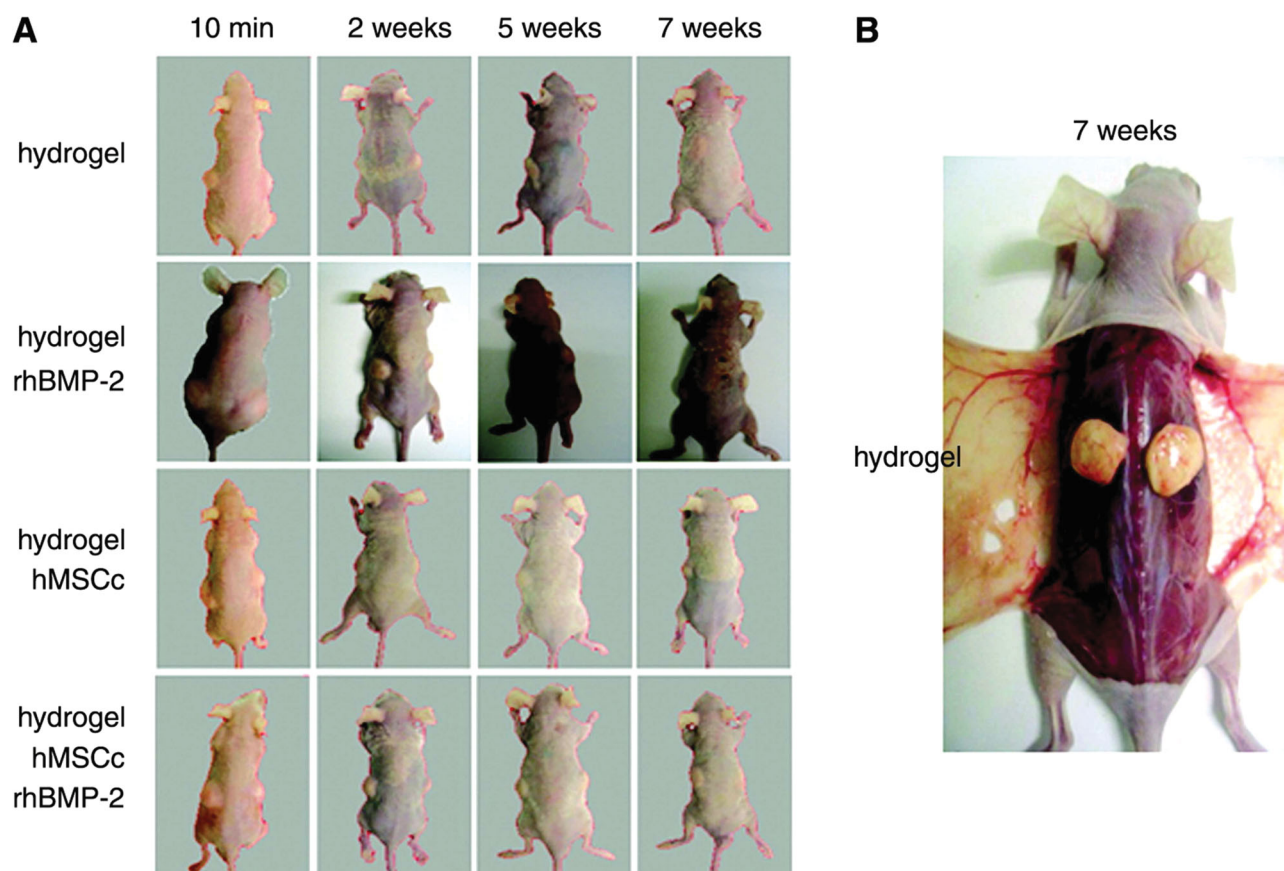 A
10 min
2 weeks
5 weeks
7 weeks
hydrogel
hydrogel
rhBMP-2
hydrogel
hMSCc
hydrogel
hMSCc
rhBMP-2
B
7 weeks
hydrogel